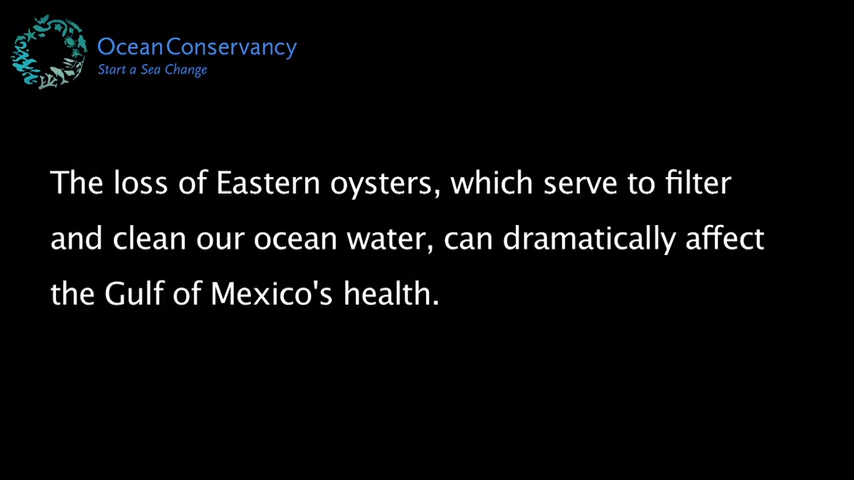 OceanConservancy
Start a Sea Change
The loss of Eastern oysters, which serve to filter
and clean our ocean water, can dramatically affect
the Gulf of Mexico's health.